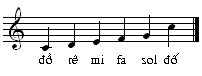 đồ rê mi fa sol đố